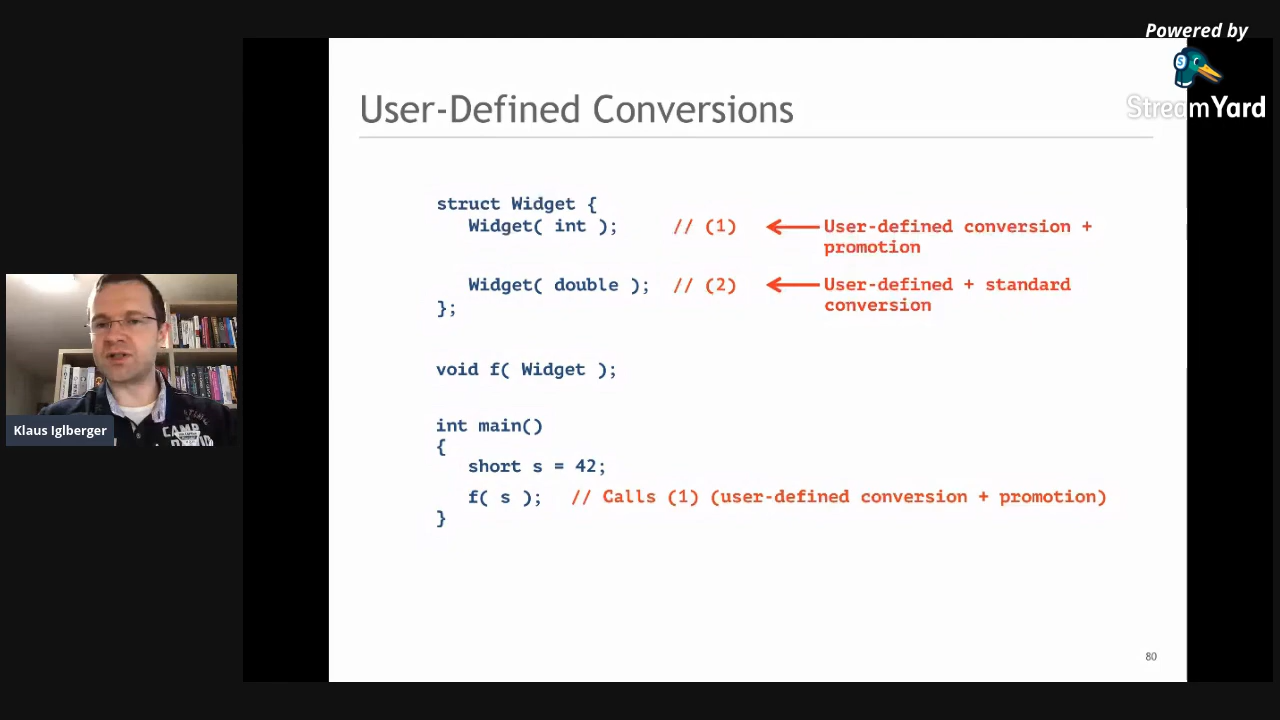 Powered by
StreamYard
User-Defined Conversions
struct Widget {
Widget( int ); // (1) User-defined conversion +
promotion
Widget( double ); // (2) User-defined + standard
conversion
};
void f( Widget );
int main()
{
short s = 42;
f( s ); // Calls (1) (user-defined conversion + promotion)
}
80
CAMP
Klaus Iglberger